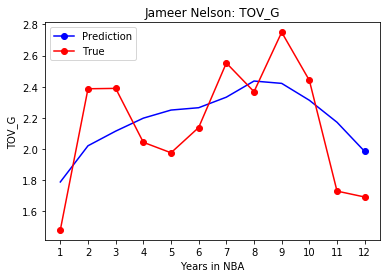 Jameer Nelson: TOV_G
Prediction
True
TOV_G
2.8
2.6
2.4
2.2
2.0
1.8
1.6
1 2 3 4 5 6 7 8 9 10 11 12
Years in NBA